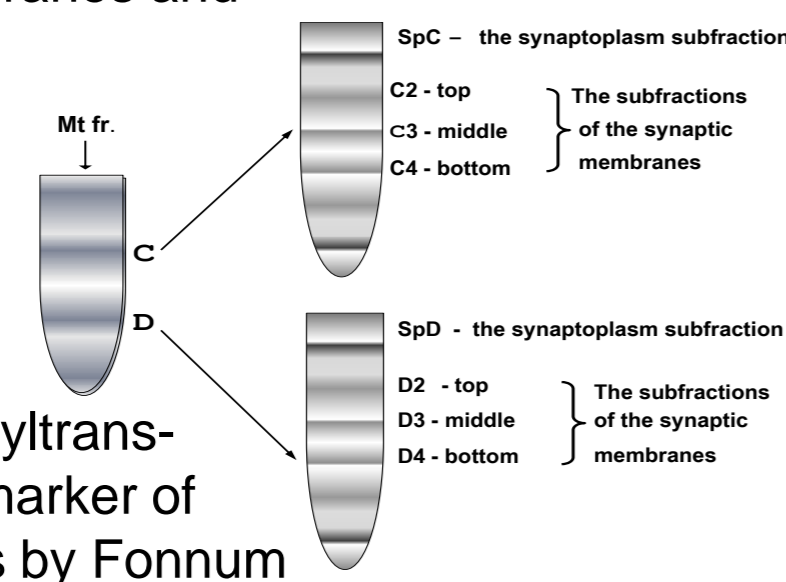 and
SpC – the synaptoplasm subfraction
C2 - top
C3 - middle
C4 - bottom
The subfractions
of the synaptic
membranes
Mt fr.
C
D
SpD - the synaptoplasm subfraction
D2 - top
D3 - middle
D4 - bottom
The subfractions
of the synaptic
membranes
yltrans-
marker of
s by Fonnum